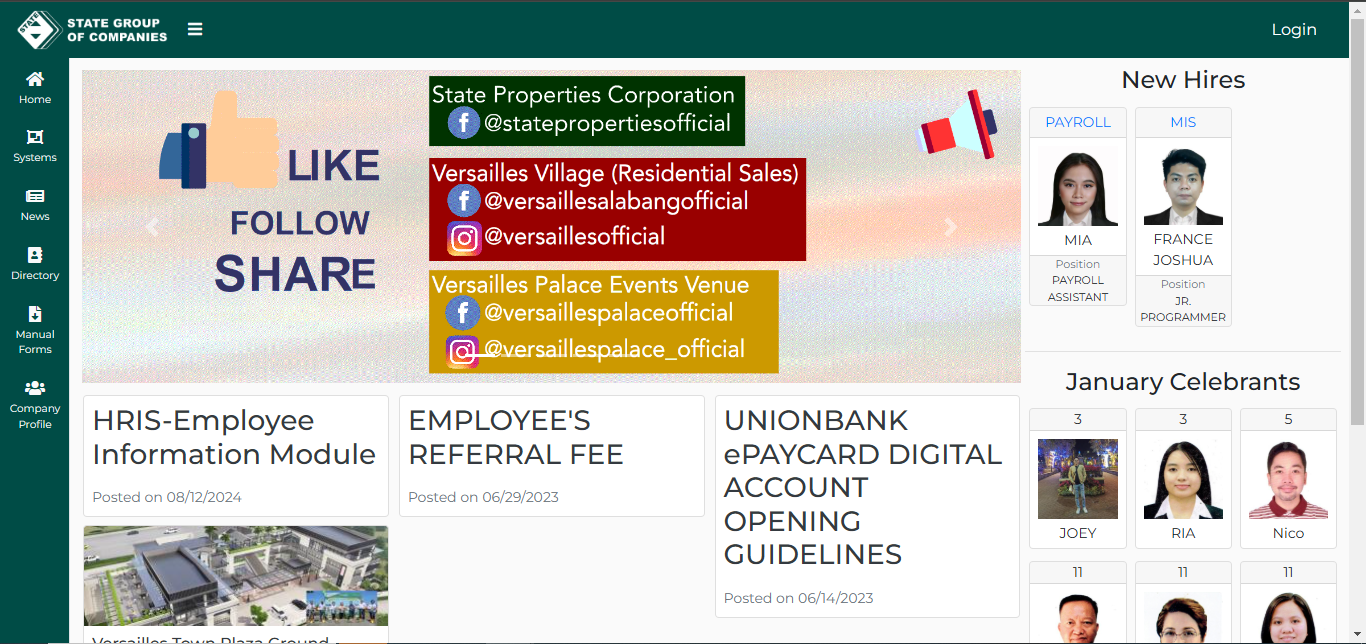 STATE
STATE GROUP
OF COMPANIES
Login
Home
Systems
News
Directory
Manual
Forms
Company
Profile
LIKE
FOLLOW
SHARE
State Properties Corporation
@statepropertiesofficial
Versailles Village (Residential Sales)
@versaillesalabangofficial
@versaillesofficial
Versailles Palace Events Venue
@versaillespalaceofficial
@versaillespalace_official
HRIS-Employee
Information Module
Posted on 08/12/2024
EMPLOYEE'S
REFERRAL FEE
Posted on 06/29/2023
UNIONBANK
ePAYCARD DIGITAL
ACCOUNT
OPENING
GUIDELINES
Posted on 06/14/2023
Versailles Town Plaza Ground
New Hires
PAYROLL
MIA
Position
PAYROLL
ASSISTANT
MIS
FRANCE
JOSHUA
Position
JR.
PROGRAMMER
January Celebrants
3
JOEY
3
RIA
5
Nico
11
11
11